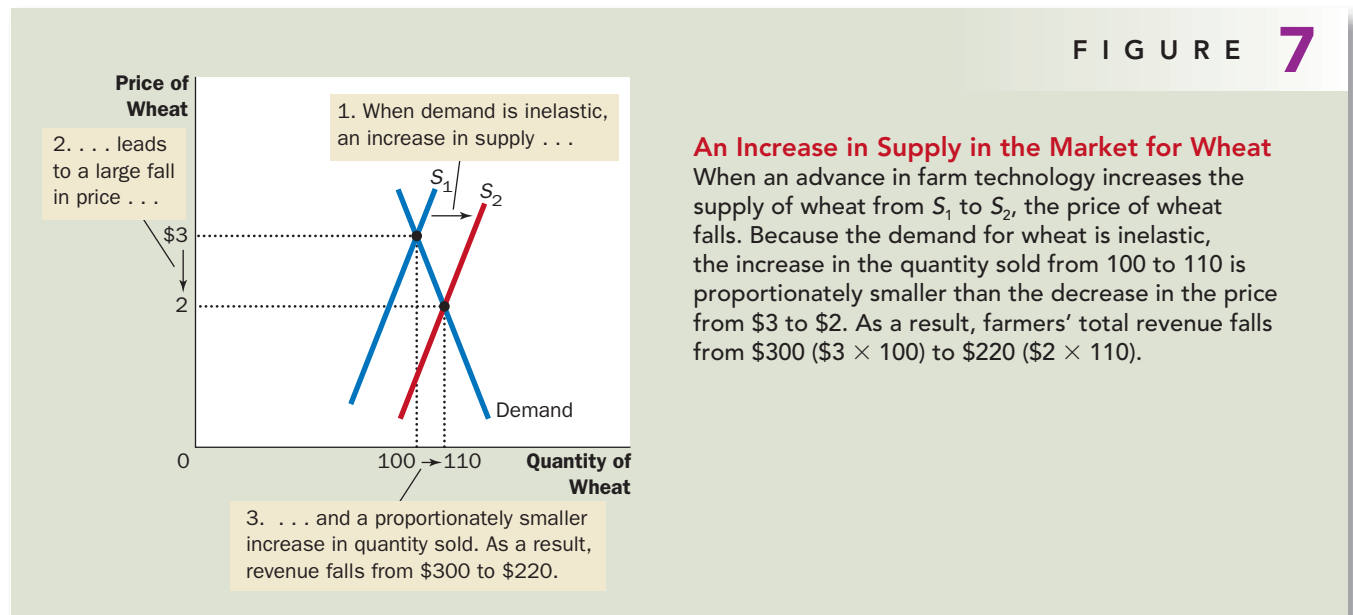 FIGURE 7
Price of
Wheat
1. When demand is inelastic,
an increase in supply . . .
2. . . . leads
to a large fall
in price . . .
S1
S2
$3
2
Demand
0
100
110
Quantity of
Wheat
3. . . . and a proportionately smaller
increase in quantity sold. As a result,
revenue falls from $300 to $220.
An Increase in Supply in the Market for Wheat
When an advance in farm technology increases the
supply of wheat from S1 to S2, the price of wheat
falls. Because the demand for wheat is inelastic,
the increase in the quantity sold from 100 to 110 is
proportionately smaller than the decrease in the price
from $3 to $2. As a result, farmers’ total revenue falls
from $300 ($3 × 100) to $220 ($2 × 110).